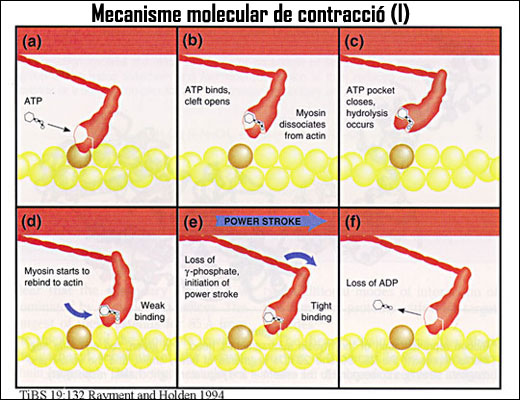 Mecanisme molecular de contracció (I)
(a)
ATP
(b)
ATP binds,
cleft opens
Myosin
dissociates
from actin
(c)
ATP pocket
closes,
hydrolysis
occurs
(d)
Myosin starts to
rebind to actin
Weak
binding
(e)
POWER STROKE
Loss of
γ-phosphate,
initiation of
power stroke
Tight
binding
(f)
Loss of ADP
TiBS 19:132 Rayment and Holden 1994